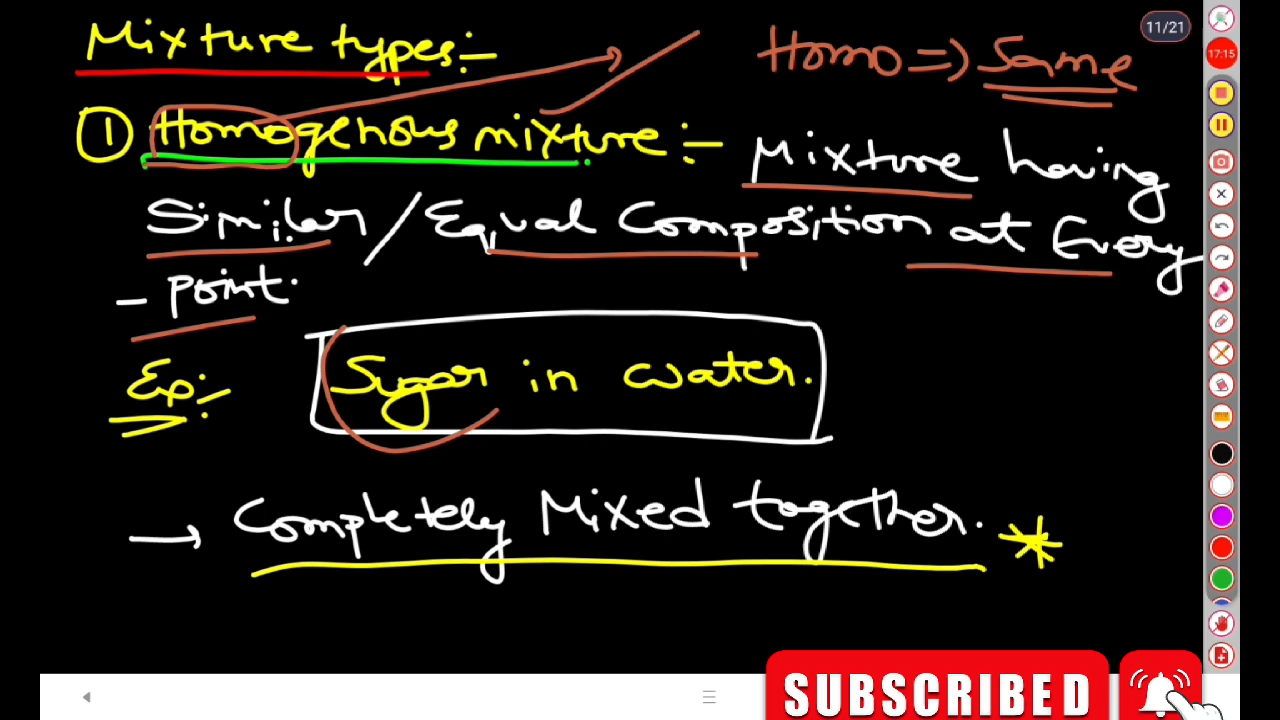 Mixture types:-
11/21
Homo => Same
17:15
① Homogenous mixture :-
Mixture having
Similar / Equal Composition at Every
- point.
Ex:-
Sugar in water.
→ Completely Mixed together. *
SUBSCRIBED